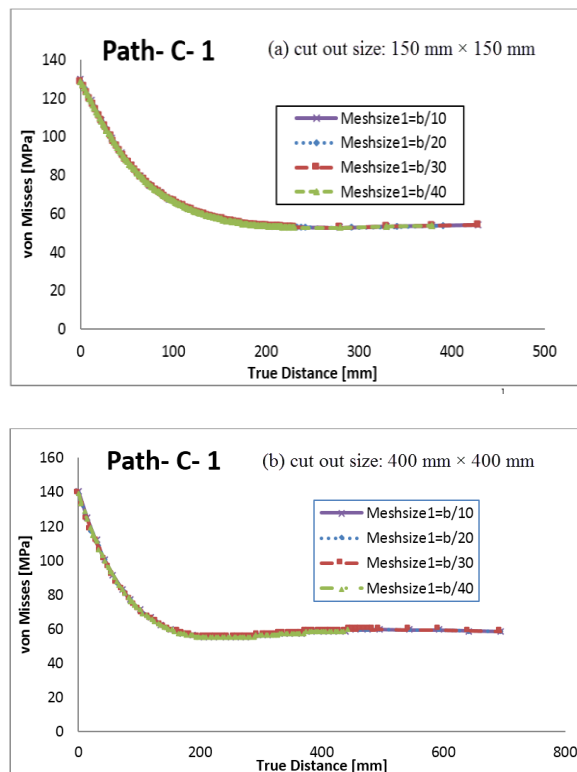 Path- C- 1
(a) cut out size: 150 mm × 150 mm
140
120
100
80
60
40
20
0
von Misses [MPa]
Meshsize1=b/10
Meshsize1=b/20
Meshsize1=b/30
Meshsize1=b/40
0 100 200 300 400 500
True Distance [mm]
1
Path- C- 1
(b) cut out size: 400 mm × 400 mm
160
140
120
100
80
60
40
20
0
von Misses [MPa]
Meshsize1=b/10
Meshsize1=b/20
Meshsize1=b/30
Meshsize1=b/40
0 200 400 600 800
True Distance [mm]